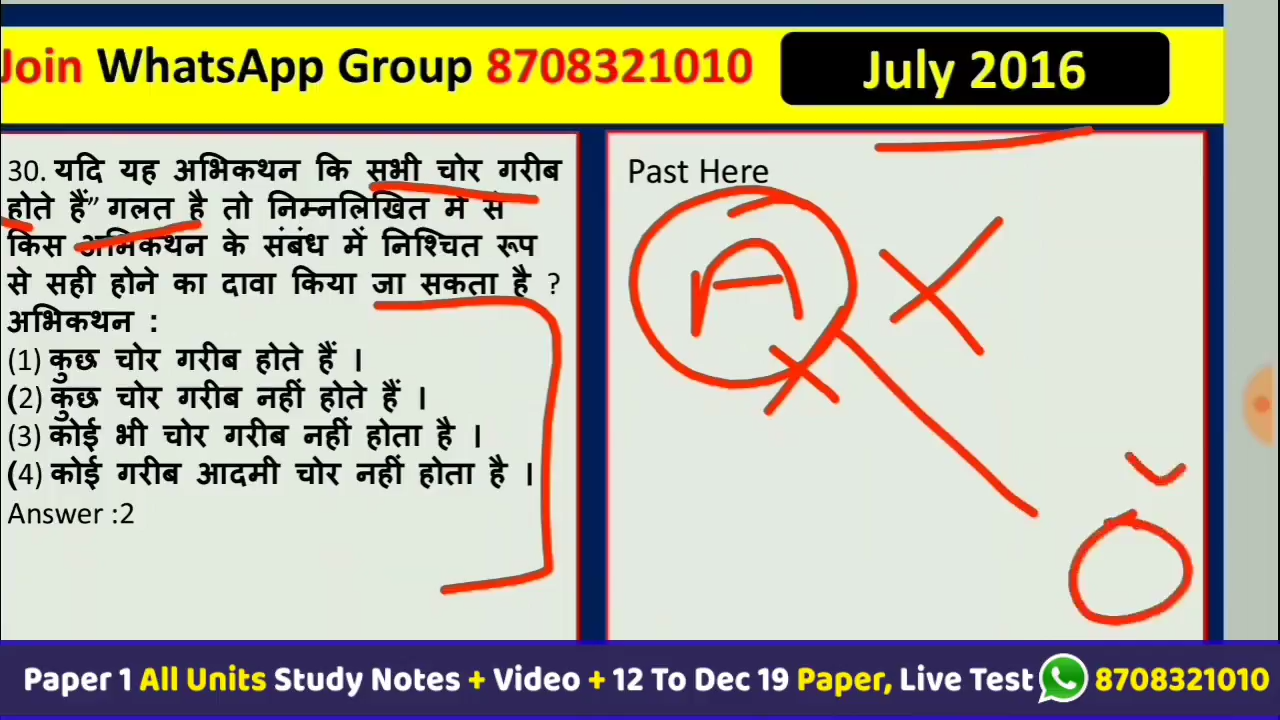 Join WhatsApp Group 8708321010
July 2016
30. यदि यह अभिकथन कि सभी चोर गरीब
होते हैं” गलत है तो निम्नलिखित में से
किस अभिकथन के संबंध में निश्चित रूप
से सही होने का दावा किया जा सकता है ?
अभिकथन :
(1) कुछ चोर गरीब होते हैं ।
(2) कुछ चोर गरीब नहीं होते हैं ।
(3) कोई भी चोर गरीब नहीं होता है ।
(4) कोई गरीब आदमी चोर नहीं होता है ।
Answer :2
Past Here
A
O
Paper 1 All Units Study Notes + Video + 12 To Dec 19 Paper, Live Test 8708321010